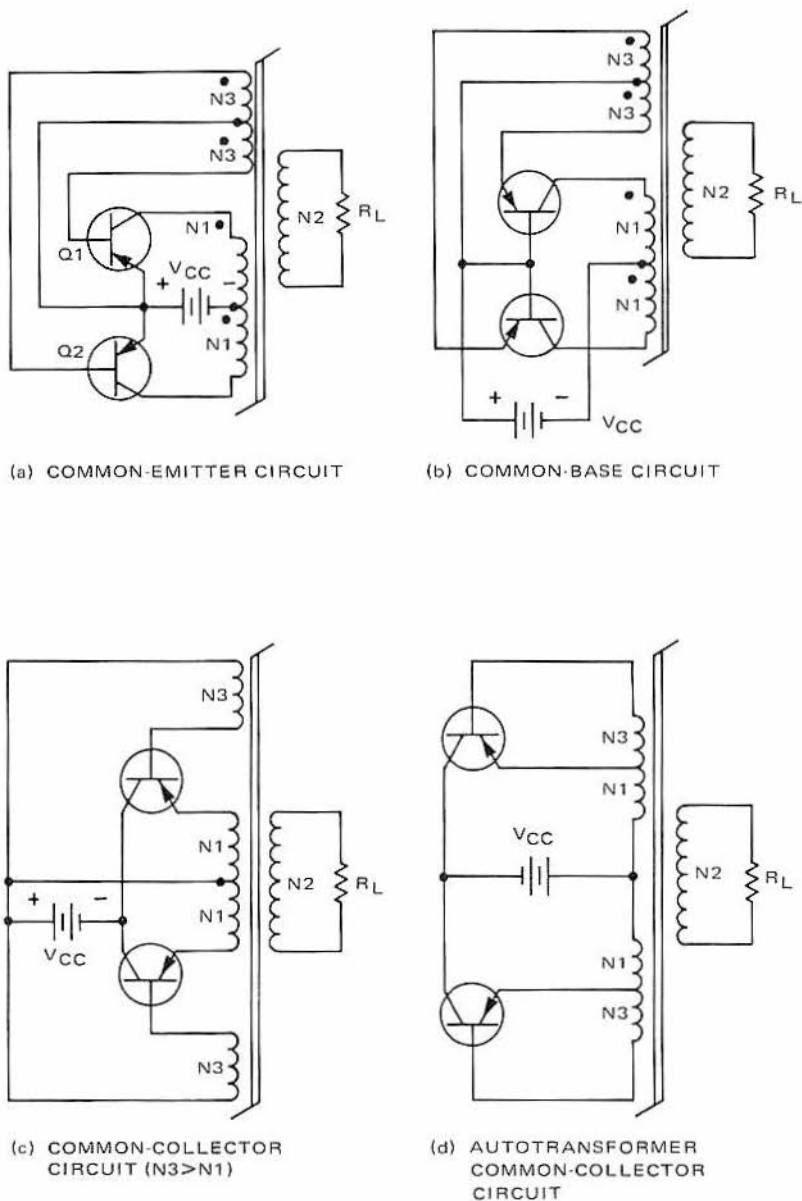 N3
N3
N2
RL
N1
Q1
VCC
+ −
Q2
N1
(a) COMMON-EMITTER CIRCUIT
N3
N3
N2
RL
N1
N1
+ −
VCC
(b) COMMON-BASE CIRCUIT
N3
N1
N2
RL
+ −
N1
VCC
N3
(c) COMMON-COLLECTOR
CIRCUIT (N3>N1)
N3
N1
VCC
N2
RL
N1
N3
(d) AUTOTRANSFORMER
COMMON-COLLECTOR
CIRCUIT